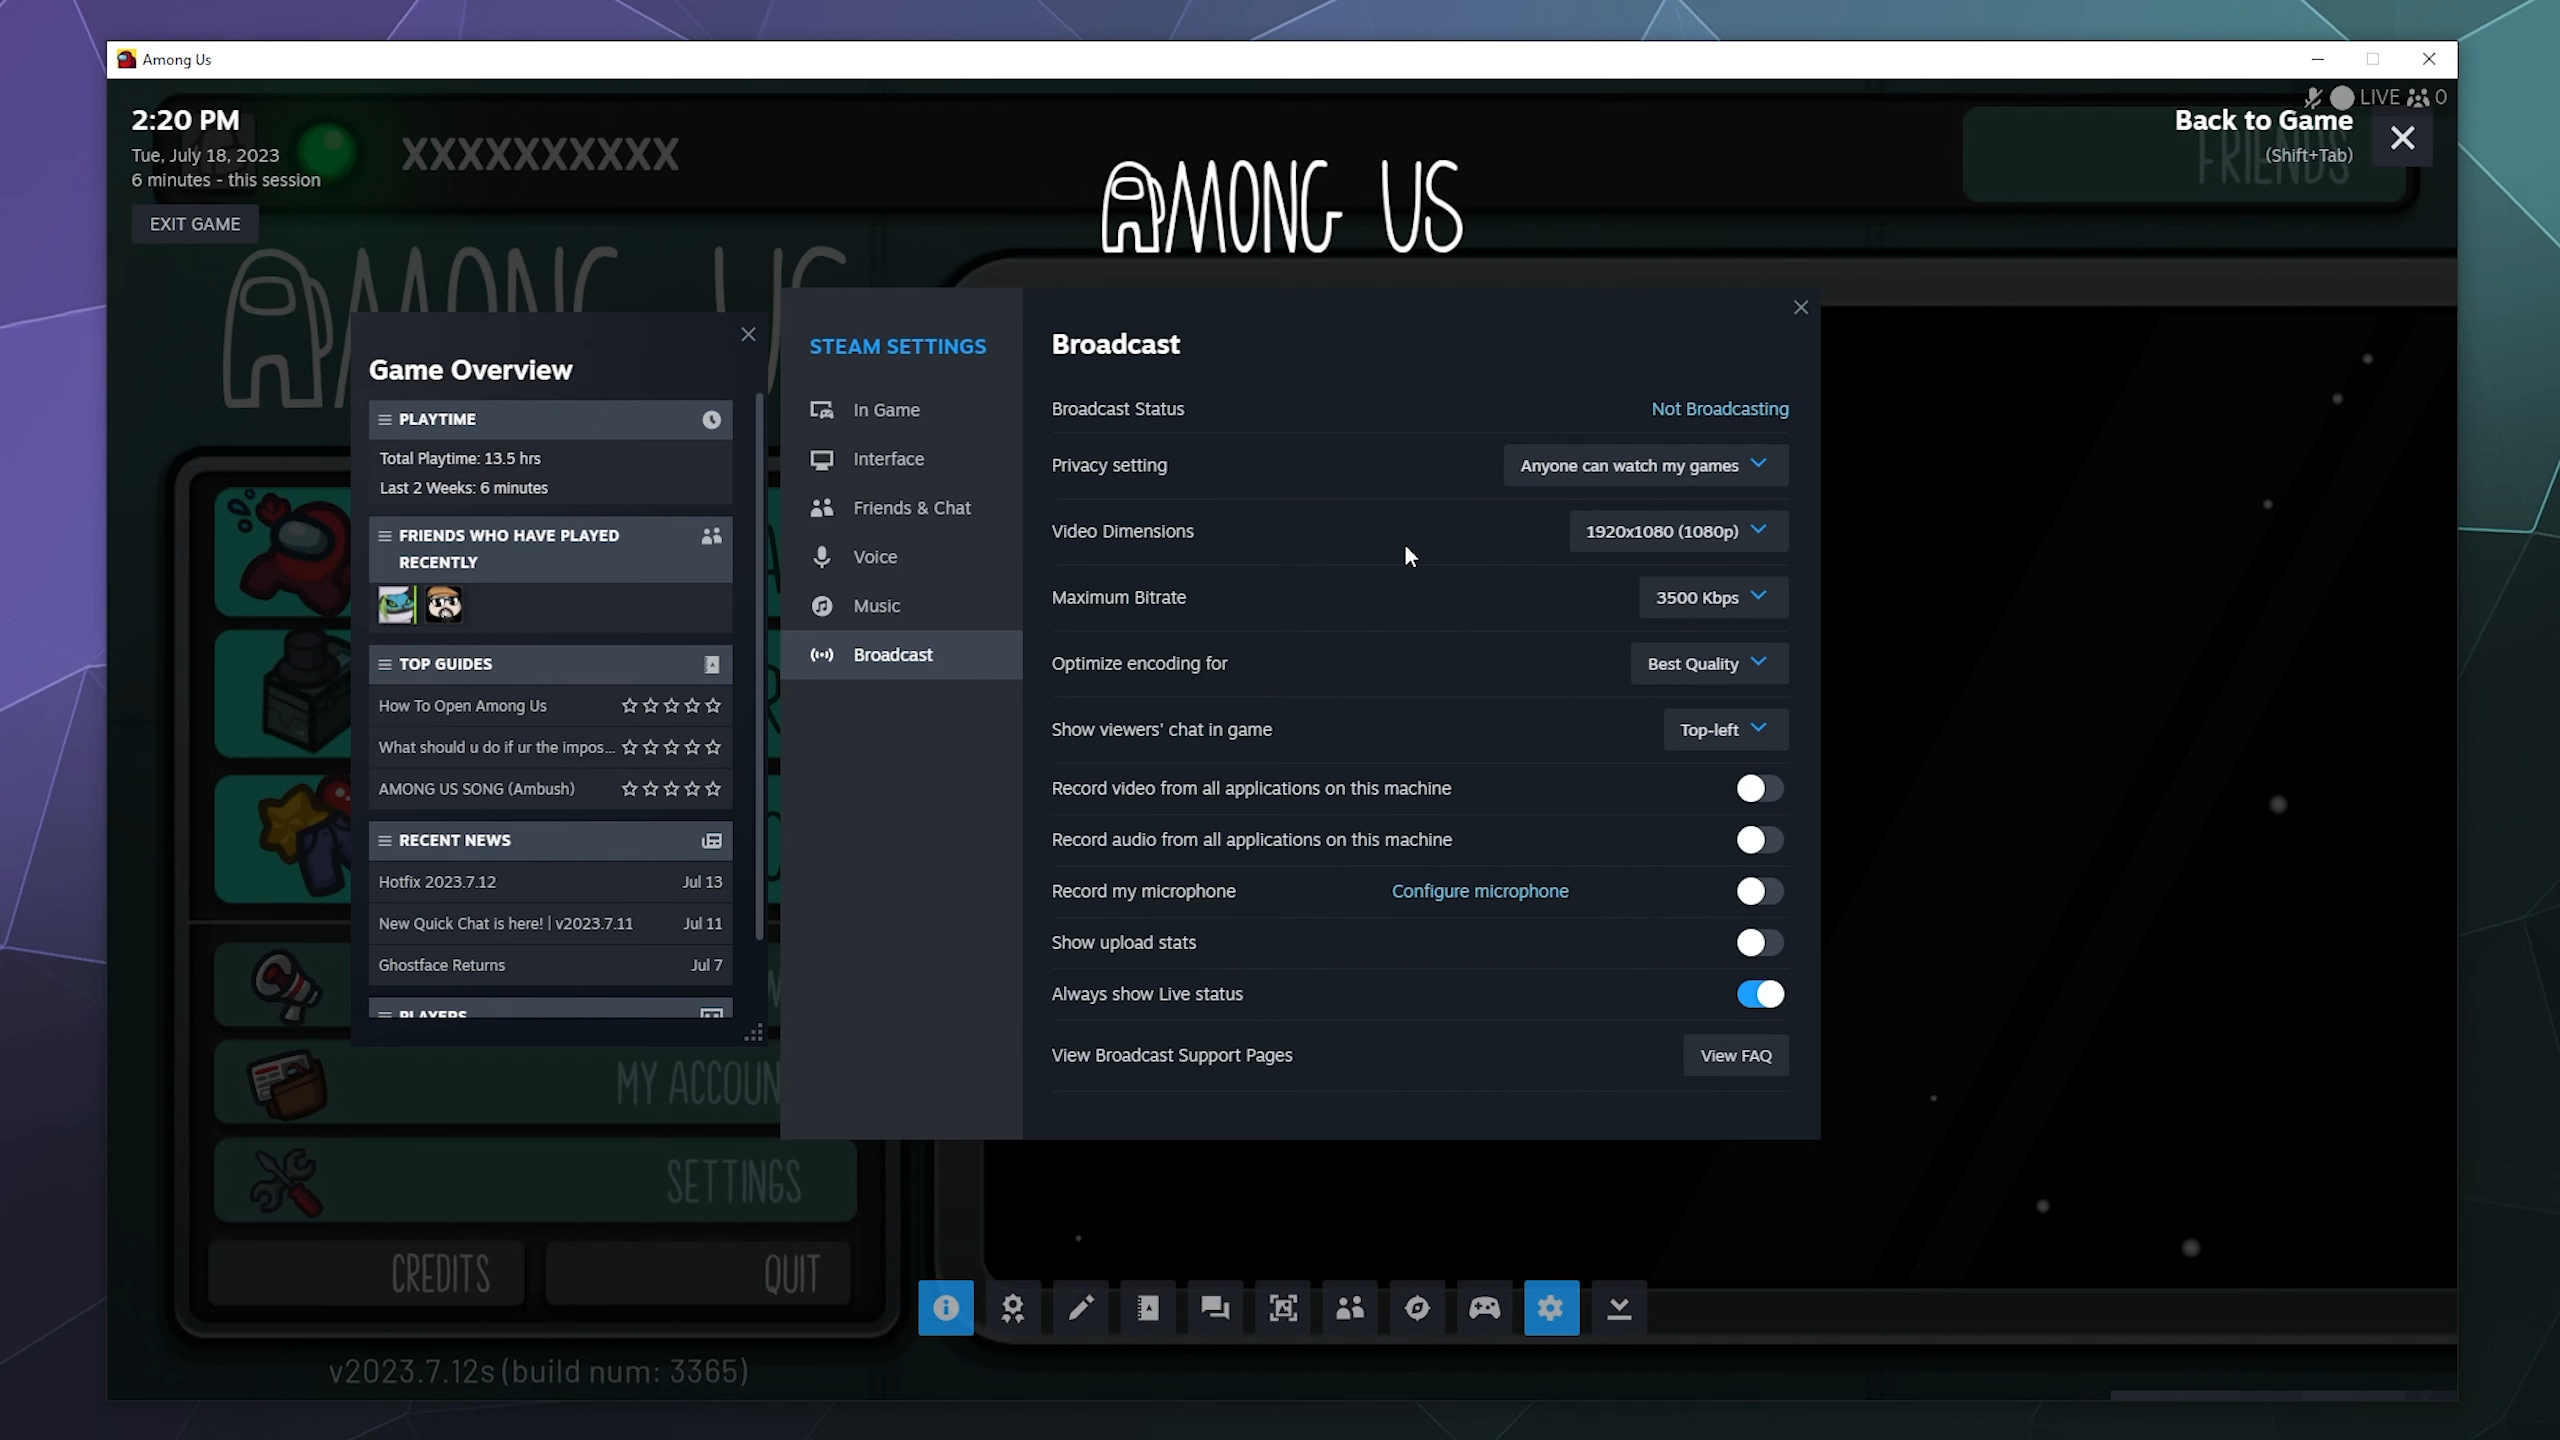 Among Us
2:20 PM
Tue, July 18, 2023
6 minutes - this session
EXIT GAME
XXXXXXXXXX
AMONG US
LIVE 0
Back to Game
(Shift+Tab)
FRIENDS
AMONG US
Game Overview
PLAYTIME
Total Playtime: 13.5 hrs
Last 2 Weeks: 6 minutes
FRIENDS WHO HAVE PLAYED
RECENTLY
TOP GUIDES
How To Open Among Us
What should u do if ur the impos...
AMONG US SONG (Ambush)
RECENT NEWS
Hotfix 2023.7.12 Jul 13
New Quick Chat is here! | v2023.7.11 Jul 11
Ghostface Returns Jul 7
PLAYERS
STEAM SETTINGS
In Game
Interface
Friends & Chat
Voice
Music
Broadcast
Broadcast
Broadcast Status Not Broadcasting
Privacy setting Anyone can watch my games
Video Dimensions 1920x1080 (1080p)
Maximum Bitrate 3500 Kbps
Optimize encoding for Best Quality
Show viewers' chat in game Top-left
Record video from all applications on this machine
Record audio from all applications on this machine
Record my microphone Configure microphone
Show upload stats
Always show Live status
View Broadcast Support Pages View FAQ
MY ACCOUN
SETTINGS
CREDITS QUIT
v2023.7.12s (build num: 3365)